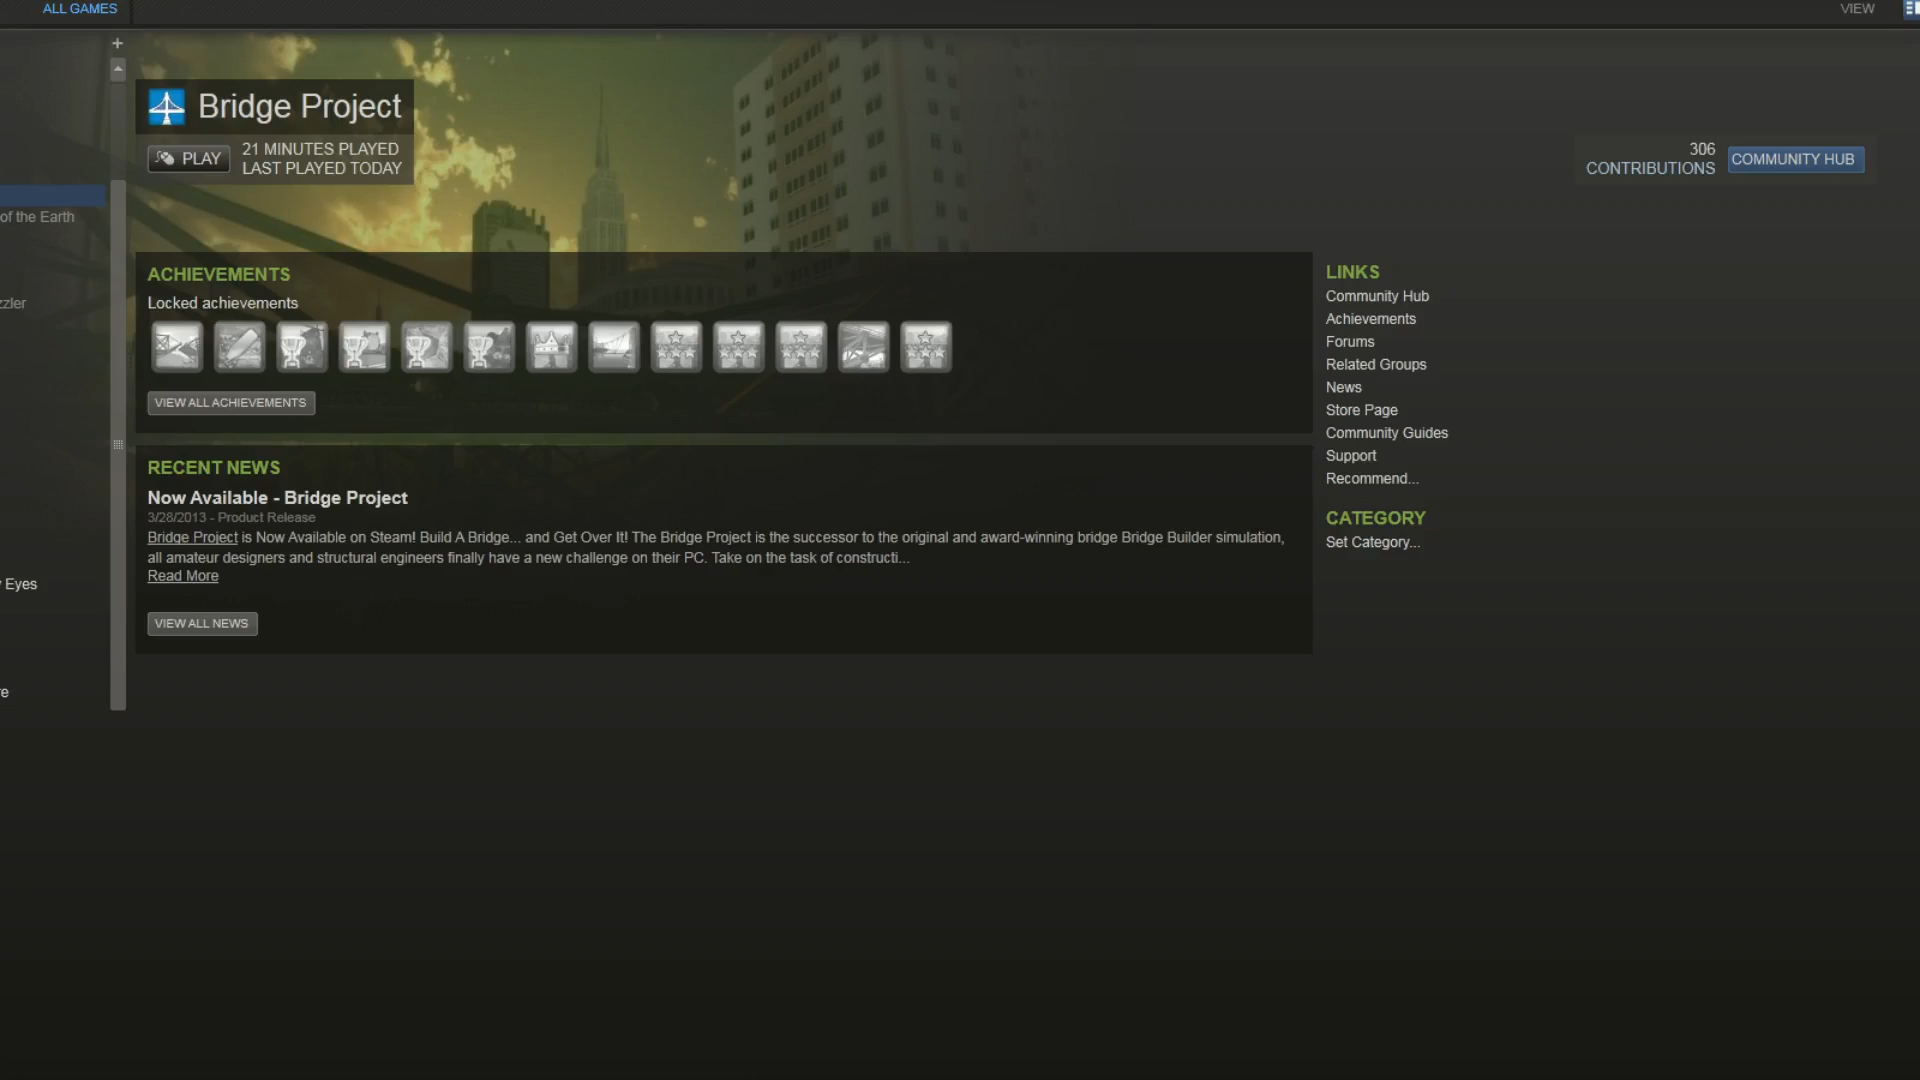 ALL GAMES
VIEW
+
Bridge Project
PLAY
21 MINUTES PLAYED
LAST PLAYED TODAY
306
CONTRIBUTIONS
COMMUNITY HUB
of the Earth
zzler
Eyes
re
ACHIEVEMENTS
Locked achievements
VIEW ALL ACHIEVEMENTS
RECENT NEWS
Now Available - Bridge Project
3/28/2013 - Product Release
Bridge Project is Now Available on Steam! Build A Bridge... and Get Over It! The Bridge Project is the successor to the original and award-winning bridge Bridge Builder simulation,
all amateur designers and structural engineers finally have a new challenge on their PC. Take on the task of constructi...
Read More
VIEW ALL NEWS
LINKS
Community Hub
Achievements
Forums
Related Groups
News
Store Page
Community Guides
Support
Recommend...
CATEGORY
Set Category...